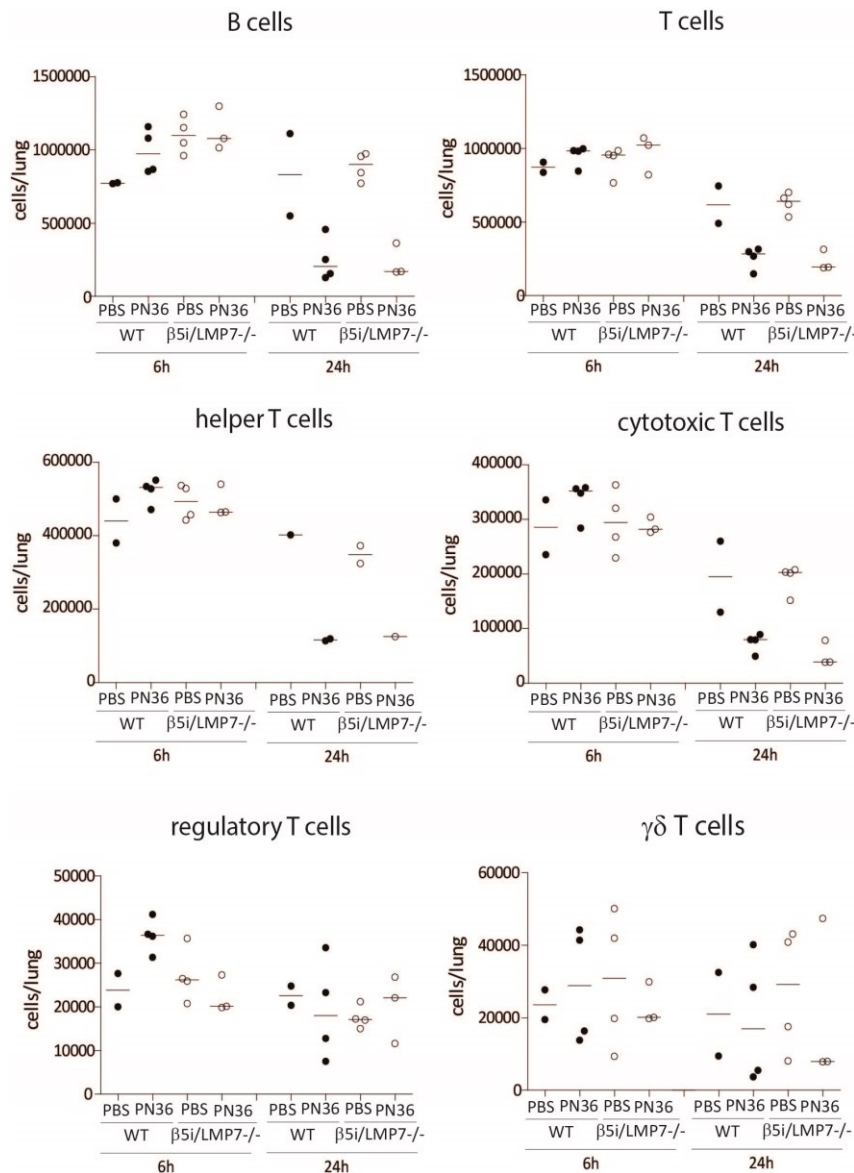 B cells
1500000
1000000
500000
0
cells/lung
PBS PN36 PBS PN36 PBS PN36 PBS PN36
WT β5i/LMP7-/- WT β5i/LMP7-/-
6h 24h
T cells
1500000
1000000
500000
0
cells/lung
PBS PN36 PBS PN36 PBS PN36 PBS PN36
WT β5i/LMP7-/- WT β5i/LMP7-/-
6h 24h
helper T cells
600000
400000
200000
0
cells/lung
PBS PN36 PBS PN36 PBS PN36 PBS PN36
WT β5i/LMP7-/- WT β5i/LMP7-/-
6h 24h
cytotoxic T cells
400000
300000
200000
100000
0
cells/lung
PBS PN36 PBS PN36 PBS PN36 PBS PN36
WT β5i/LMP7-/- WT β5i/LMP7-/-
6h 24h
regulatory T cells
50000
40000
30000
20000
10000
0
cells/lung
PBS PN36 PBS PN36 PBS PN36 PBS PN36
WT β5i/LMP7-/- WT β5i/LMP7-/-
6h 24h
γδ T cells
60000
40000
20000
0
cells/lung
PBS PN36 PBS PN36 PBS PN36 PBS PN36
WT β5i/LMP7-/- WT β5i/LMP7-/-
6h 24h